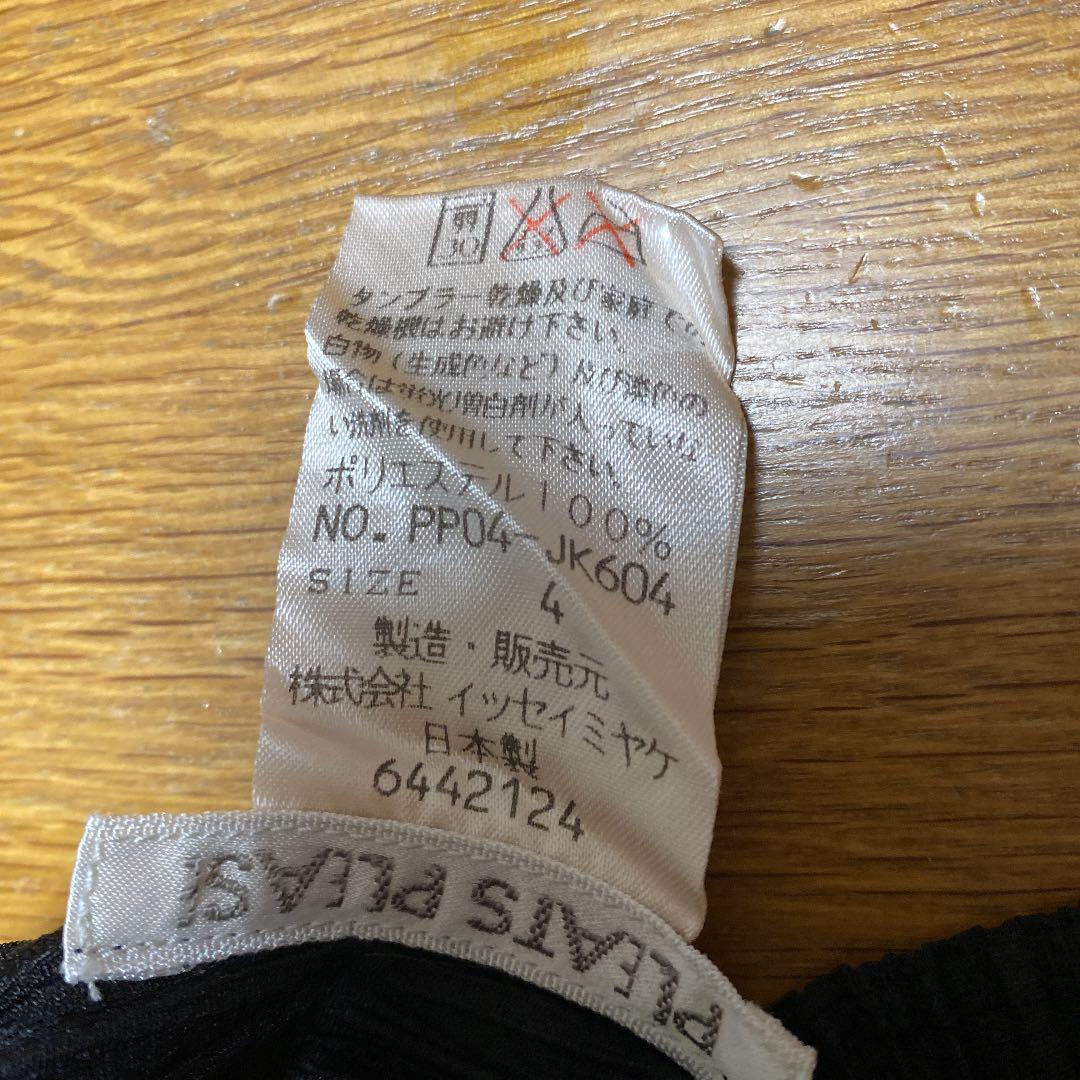 弱
30
タンブラー乾燥及び家庭での
乾燥機はお避け下さい。
白物(生成的など)及び淡色の
場合は蛍光増白剤が入っていな
い洗剤を使用して下さい。
ポリエステル100%
NO. PP04-JK604
SIZE 4
製造・販売元
株式会社 イッセイミヤケ
日本製
6442124
PLEATS PLEAS